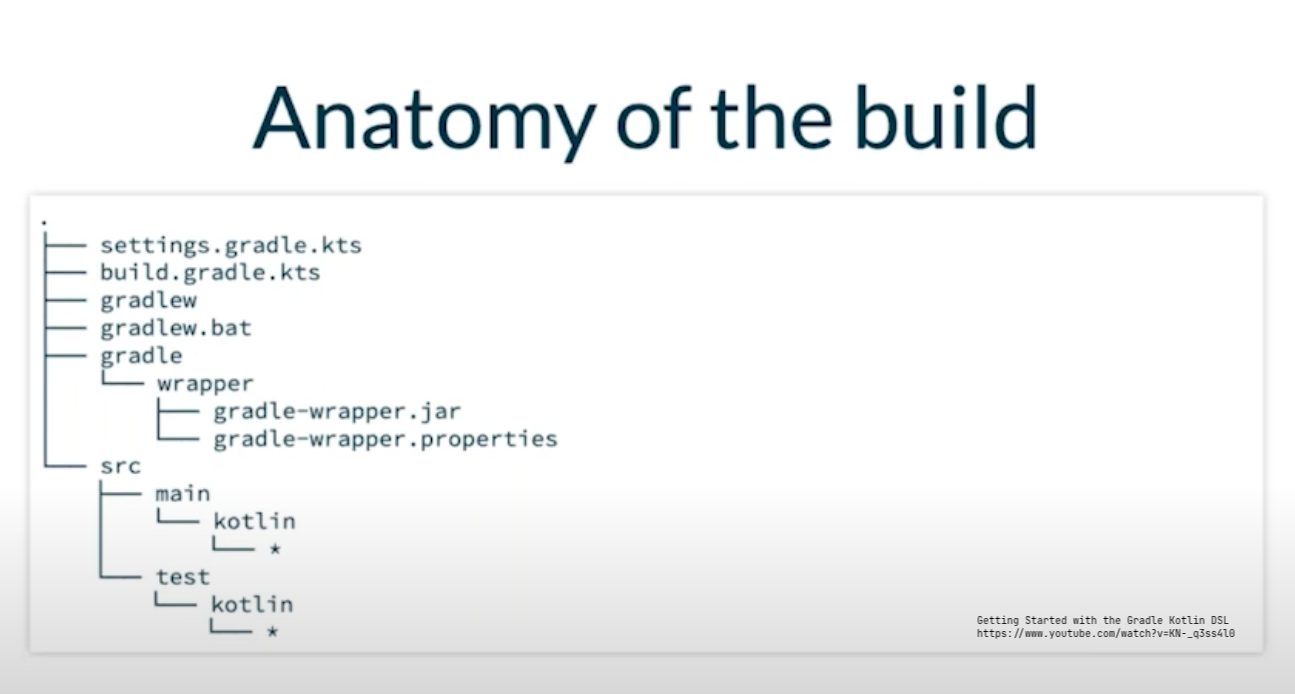 Anatomy of the build
.
├── settings.gradle.kts
├── build.gradle.kts
├── gradlew
├── gradlew.bat
├── gradle
│   └── wrapper
│       ├── gradle-wrapper.jar
│       └── gradle-wrapper.properties
└── src
    ├── main
    │   └── kotlin
    │       └── *
    └── test
        └── kotlin
            └── *
Getting Started with the Gradle Kotlin DSL
https://www.youtube.com/watch?v=KN-_q3ss4l0